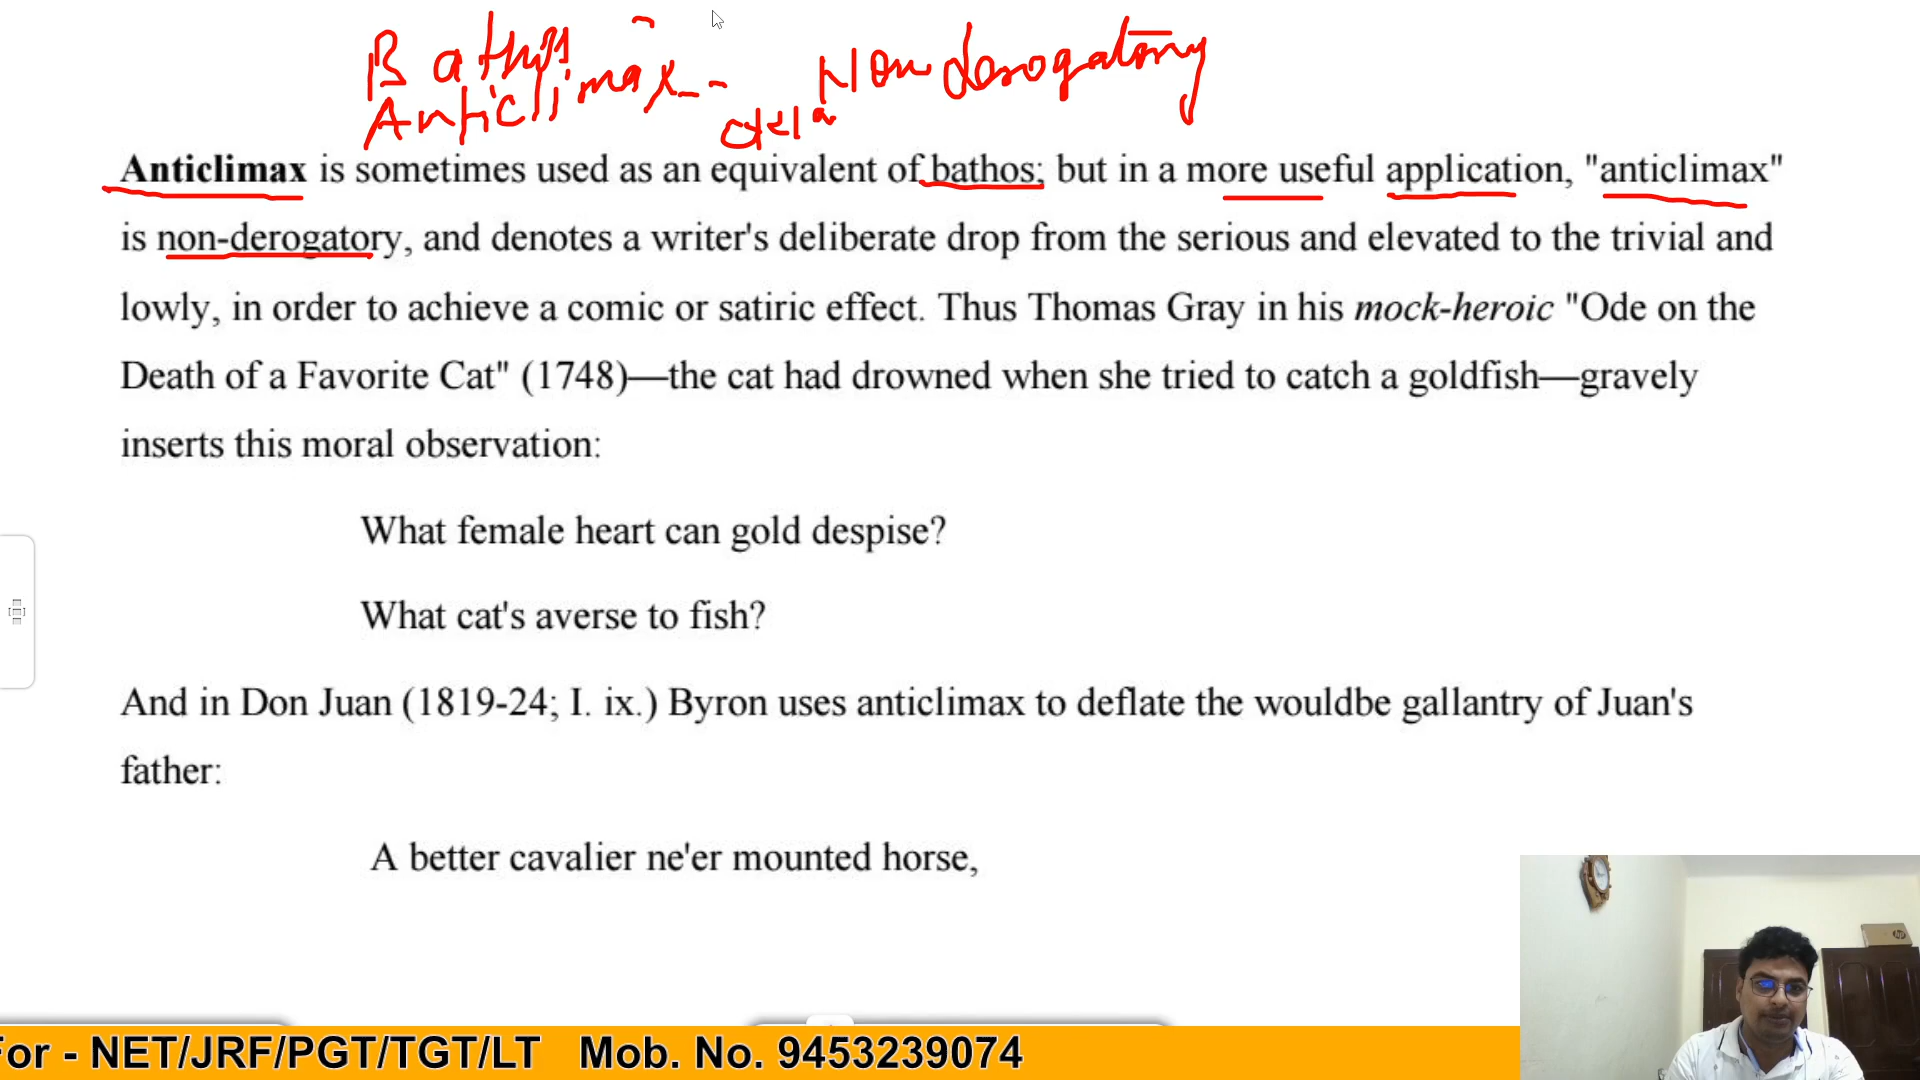 Bathos
Anticlimax -
Non derogatory
Anticlimax is sometimes used as an equivalent of bathos; but in a more useful application, "anticlimax"
is non-derogatory, and denotes a writer's deliberate drop from the serious and elevated to the trivial and
lowly, in order to achieve a comic or satiric effect. Thus Thomas Gray in his mock-heroic "Ode on the
Death of a Favorite Cat" (1748)—the cat had drowned when she tried to catch a goldfish—gravely
inserts this moral observation:
What female heart can gold despise?
What cat's averse to fish?
And in Don Juan (1819-24; I. ix.) Byron uses anticlimax to deflate the wouldbe gallantry of Juan's
father:
A better cavalier ne'er mounted horse,
For - NET/JRF/PGT/TGT/LT Mob. No. 9453239074